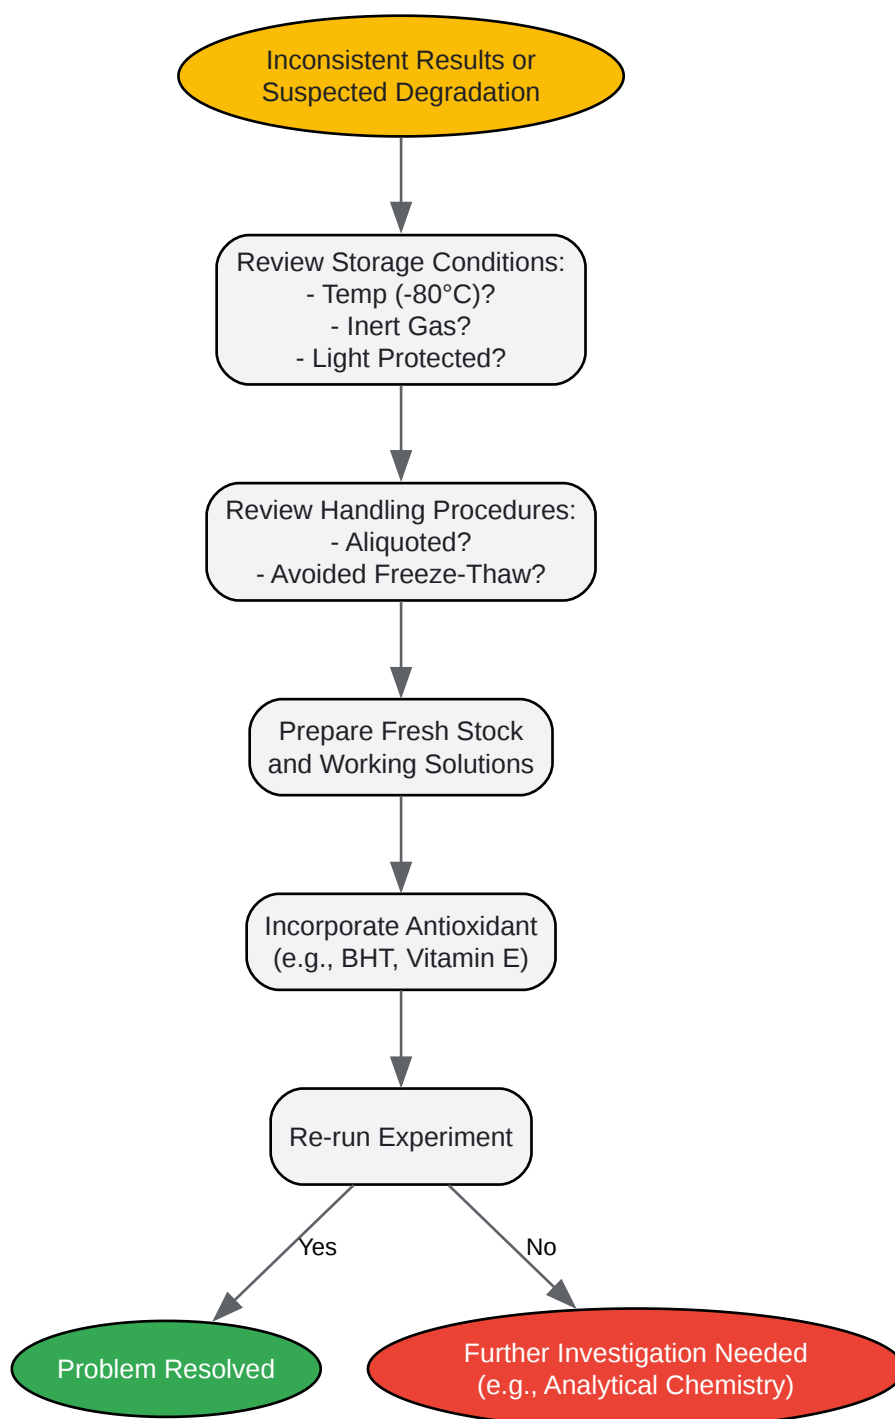 Inconsistent Results or
Suspected Degradation
Review Storage Conditions:
- Temp (-80°C)?
- Inert Gas?
- Light Protected?
Review Handling Procedures:
- Aliquoted?
- Avoided Freeze-Thaw?
Prepare Fresh Stock
and Working Solutions
Incorporate Antioxidant
(e.g., BHT, Vitamin E)
Re-run Experiment
Yes
No
Problem Resolved
Further Investigation Needed
(e.g., Analytical Chemistry)